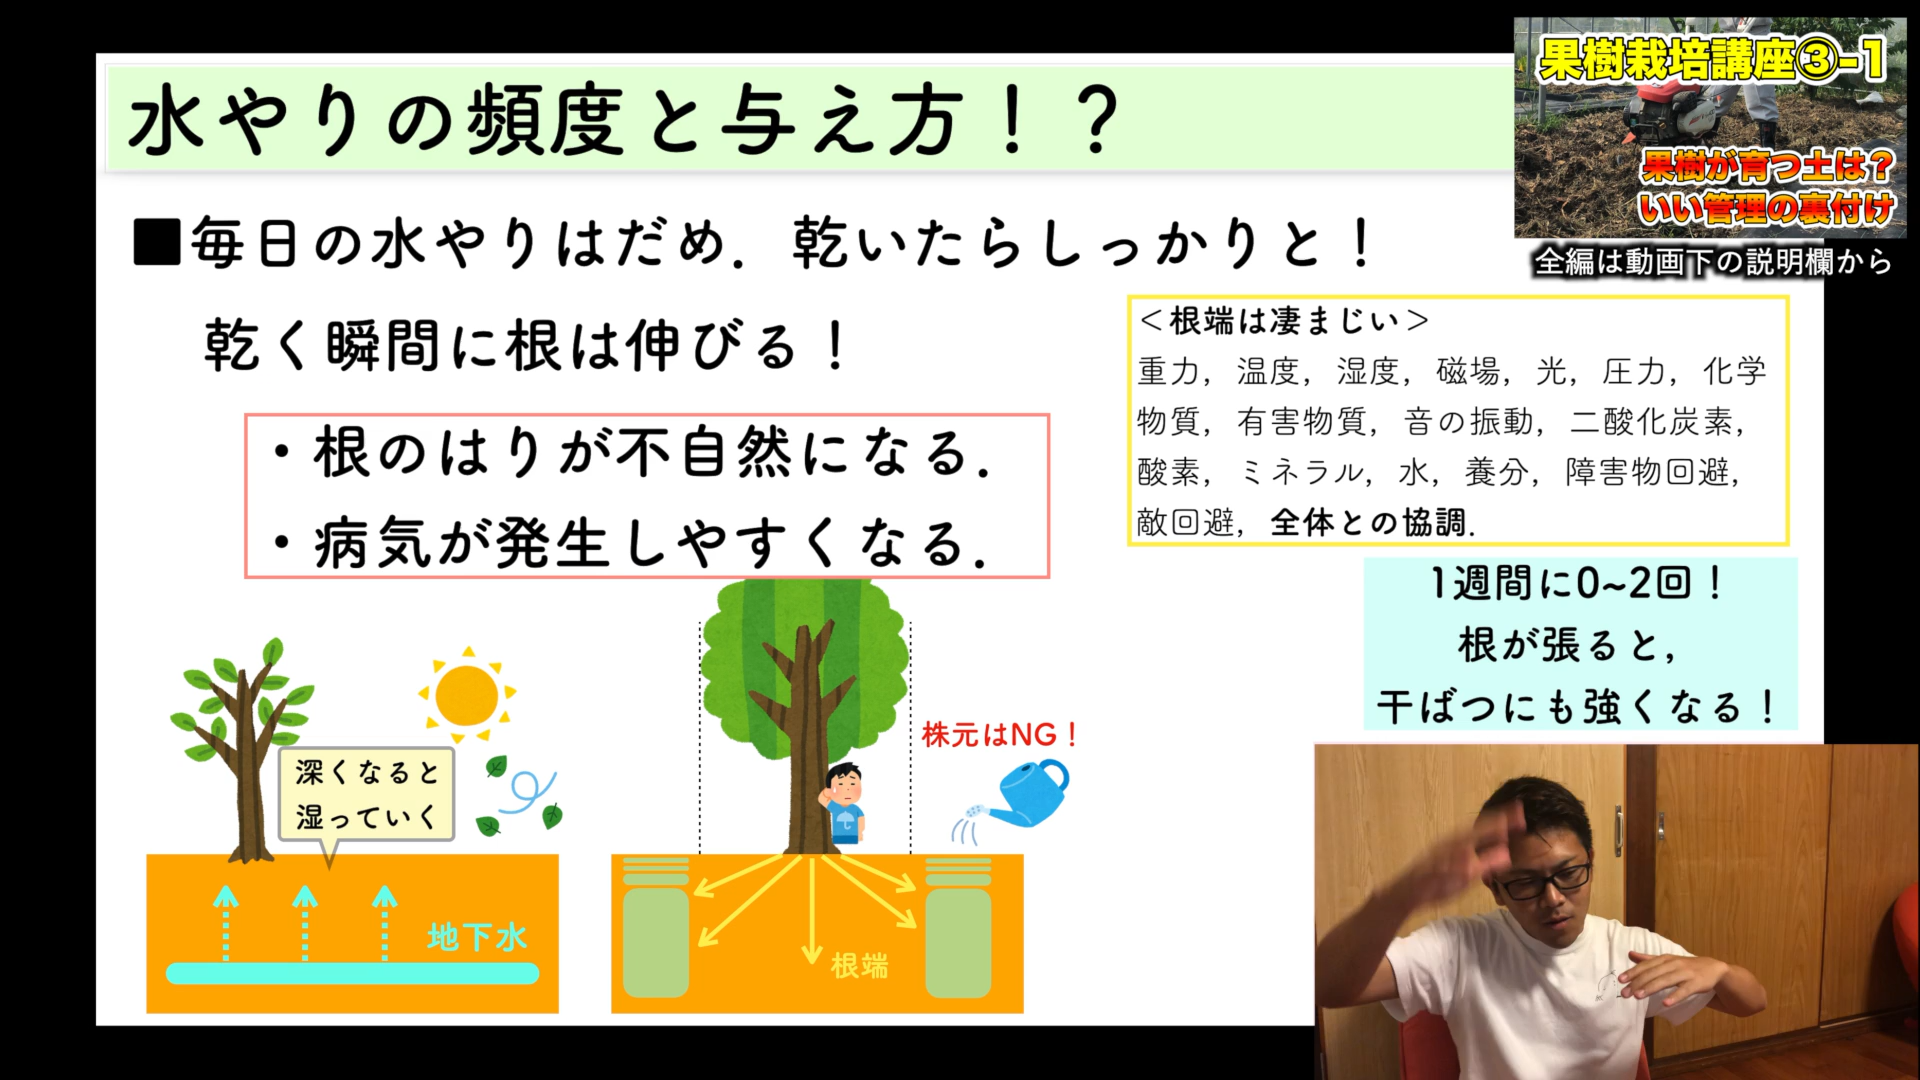 水やりの頻度と与え方！？
果樹栽培講座③-1
果樹が育つ土は？
いい管理の裏付け
全編は動画下の説明欄から
■毎日の水やりはだめ．乾いたらしっかりと！
乾く瞬間に根は伸びる！
・根のはりが不自然になる．
・病気が発生しやすくなる．
＜根端は凄まじい＞
重力，温度，湿度，磁場，光，圧力，化学
物質，有害物質，音の振動，二酸化炭素，
酸素，ミネラル，水，養分，障害物回避，
敵回避，全体との協調．
1週間に0~2回！
根が張ると，
干ばつにも強くなる！
深くなると
湿っていく
地下水
株元はNG！
根端